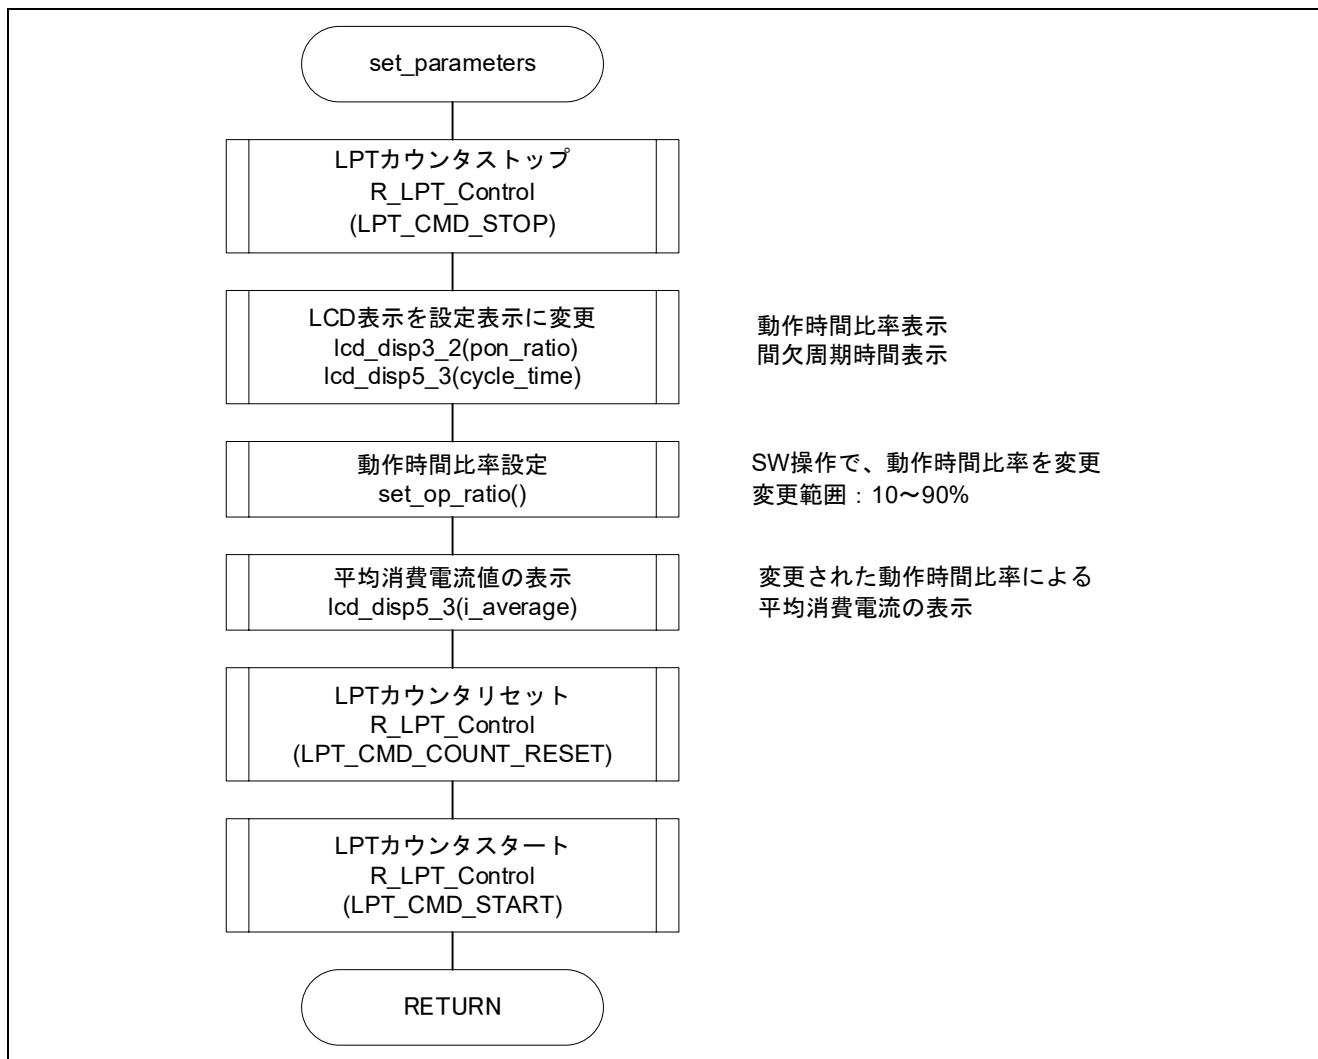 set_parameters
LPTカウンタストップ
R_LPT_Control
(LPT_CMD_STOP)
LCD表示を設定表示に変更
lcd_disp3_2(pon_ratio)
lcd_disp5_3(cycle_time)
動作時間比率表示
間欠周期時間表示
動作時間比率設定
set_op_ratio()
SW操作で、動作時間比率を変更
変更範囲：10～90%
平均消費電流値の表示
lcd_disp5_3(i_average)
変更された動作時間比率による
平均消費電流の表示
LPTカウンタリセット
R_LPT_Control
(LPT_CMD_COUNT_RESET)
LPTカウンタスタート
R_LPT_Control
(LPT_CMD_START)
RETURN